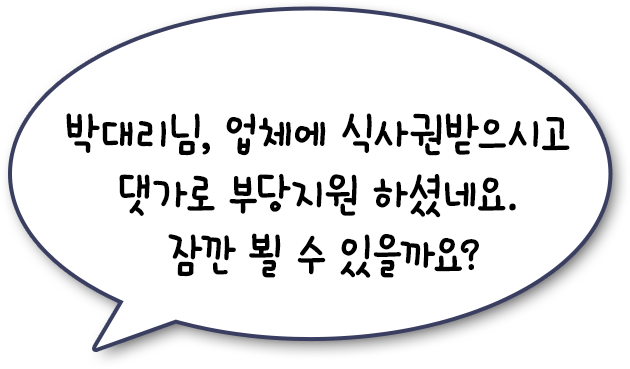 박대리님, 업체에 식사권받으시고
댓가로 부당지원 하셨네요.
잠깐 뵐 수 있을까요?